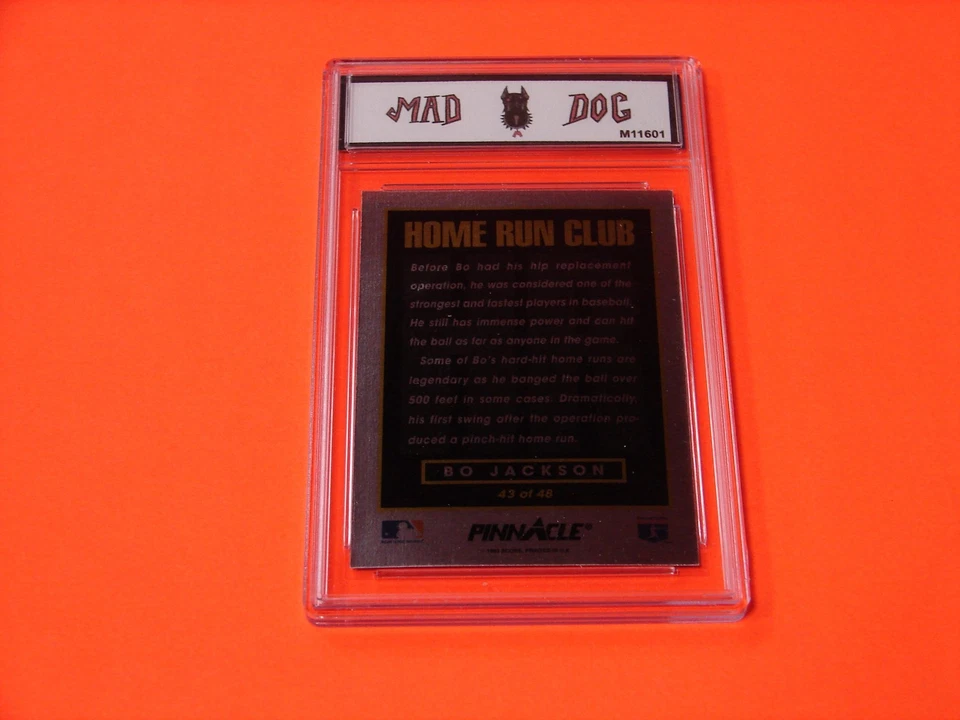 MAD DOG
M11601
HOME RUN CLUB
Before Bo had his hip replacement
operation, he was considered one of the
strongest and fastest players in baseball.
He still has immense power and can hit
the ball as far as anyone in the game.
Some of Bo's hard-hit home runs are
legendary as he banged the ball over
500 feet in some cases. Dramatically,
his first swing after the operation pro-
duced a pinch-hit home run.
BO JACKSON
43 of 48
PINNACLE®